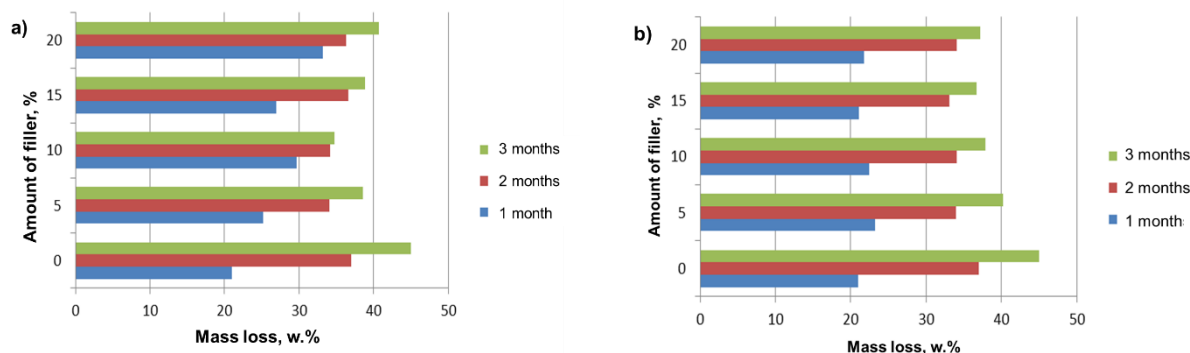 a)
Amount of filler, %
20
15
10
5
0
0 10 20 30 40 50
Mass loss, w.%
3 months
2 months
1 month
b)
Amount of filler, %
20
15
10
5
0
0 10 20 30 40 50
Mass loss, w.%
3 months
2 months
1 month